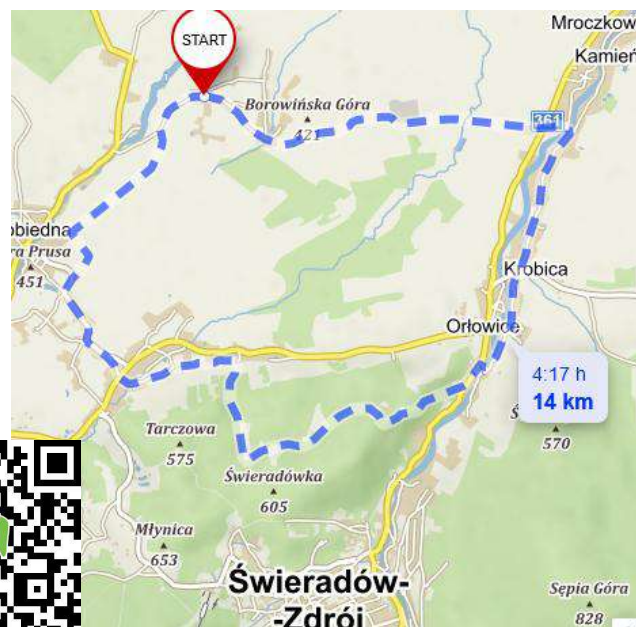 START
Mroczkow
Kamień
Borowińska Góra
421
361
obiedna
ra Prusa
451
Krobica
Orłowice
4:17 h
14 km
570
Tarczowa
575
Świeradówka
605
Młynica
653
Świeradów-
-Zdrój
Sępia Góra
828